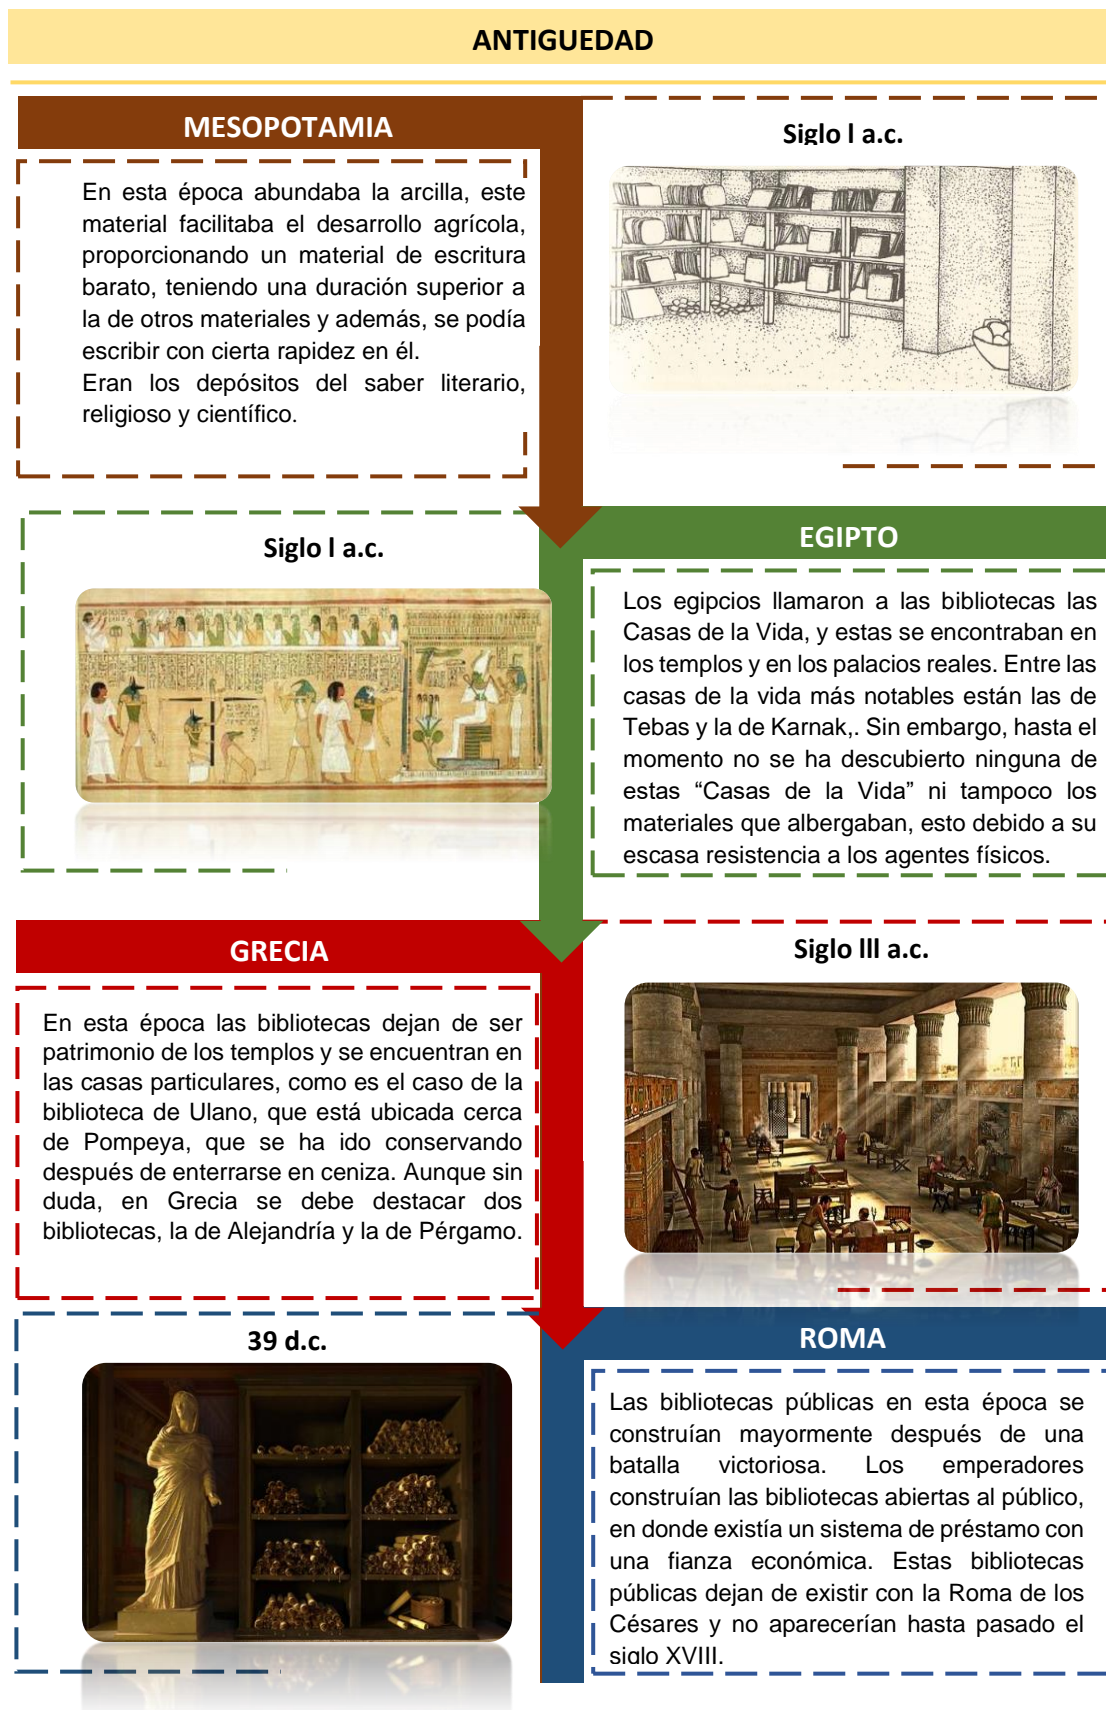 ANTIGUEDAD
MESOPOTAMIA
En esta época abundaba la arcilla, este
material facilitaba el desarrollo agrícola,
proporcionando un material de escritura
barato, teniendo una duración superior a
la de otros materiales y además, se podía
escribir con cierta rapidez en él.
Eran los depósitos del saber literario,
religioso y científico.
Siglo l a.c.
Siglo l a.c.
EGIPTO
Los egipcios llamaron a las bibliotecas las
Casas de la Vida, y estas se encontraban en
los templos y en los palacios reales. Entre las
casas de la vida más notables están las de
Tebas y la de Karnak,. Sin embargo, hasta el
momento no se ha descubierto ninguna de
estas “Casas de la Vida” ni tampoco los
materiales que albergaban, esto debido a su
escasa resistencia a los agentes físicos.
GRECIA
En esta época las bibliotecas dejan de ser
patrimonio de los templos y se encuentran en
las casas particulares, como es el caso de la
biblioteca de Ulano, que está ubicada cerca
de Pompeya, que se ha ido conservando
después de enterrarse en ceniza. Aunque sin
duda, en Grecia se debe destacar dos
bibliotecas, la de Alejandría y la de Pérgamo.
Siglo lll a.c.
39 d.c.
ROMA
Las bibliotecas públicas en esta época se
construían mayormente después de una
batalla victoriosa. Los emperadores
construían las bibliotecas abiertas al público,
en donde existía un sistema de préstamo con
una fianza económica. Estas bibliotecas
públicas dejan de existir con la Roma de los
Césares y no aparecerían hasta pasado el
siglo XVIII.